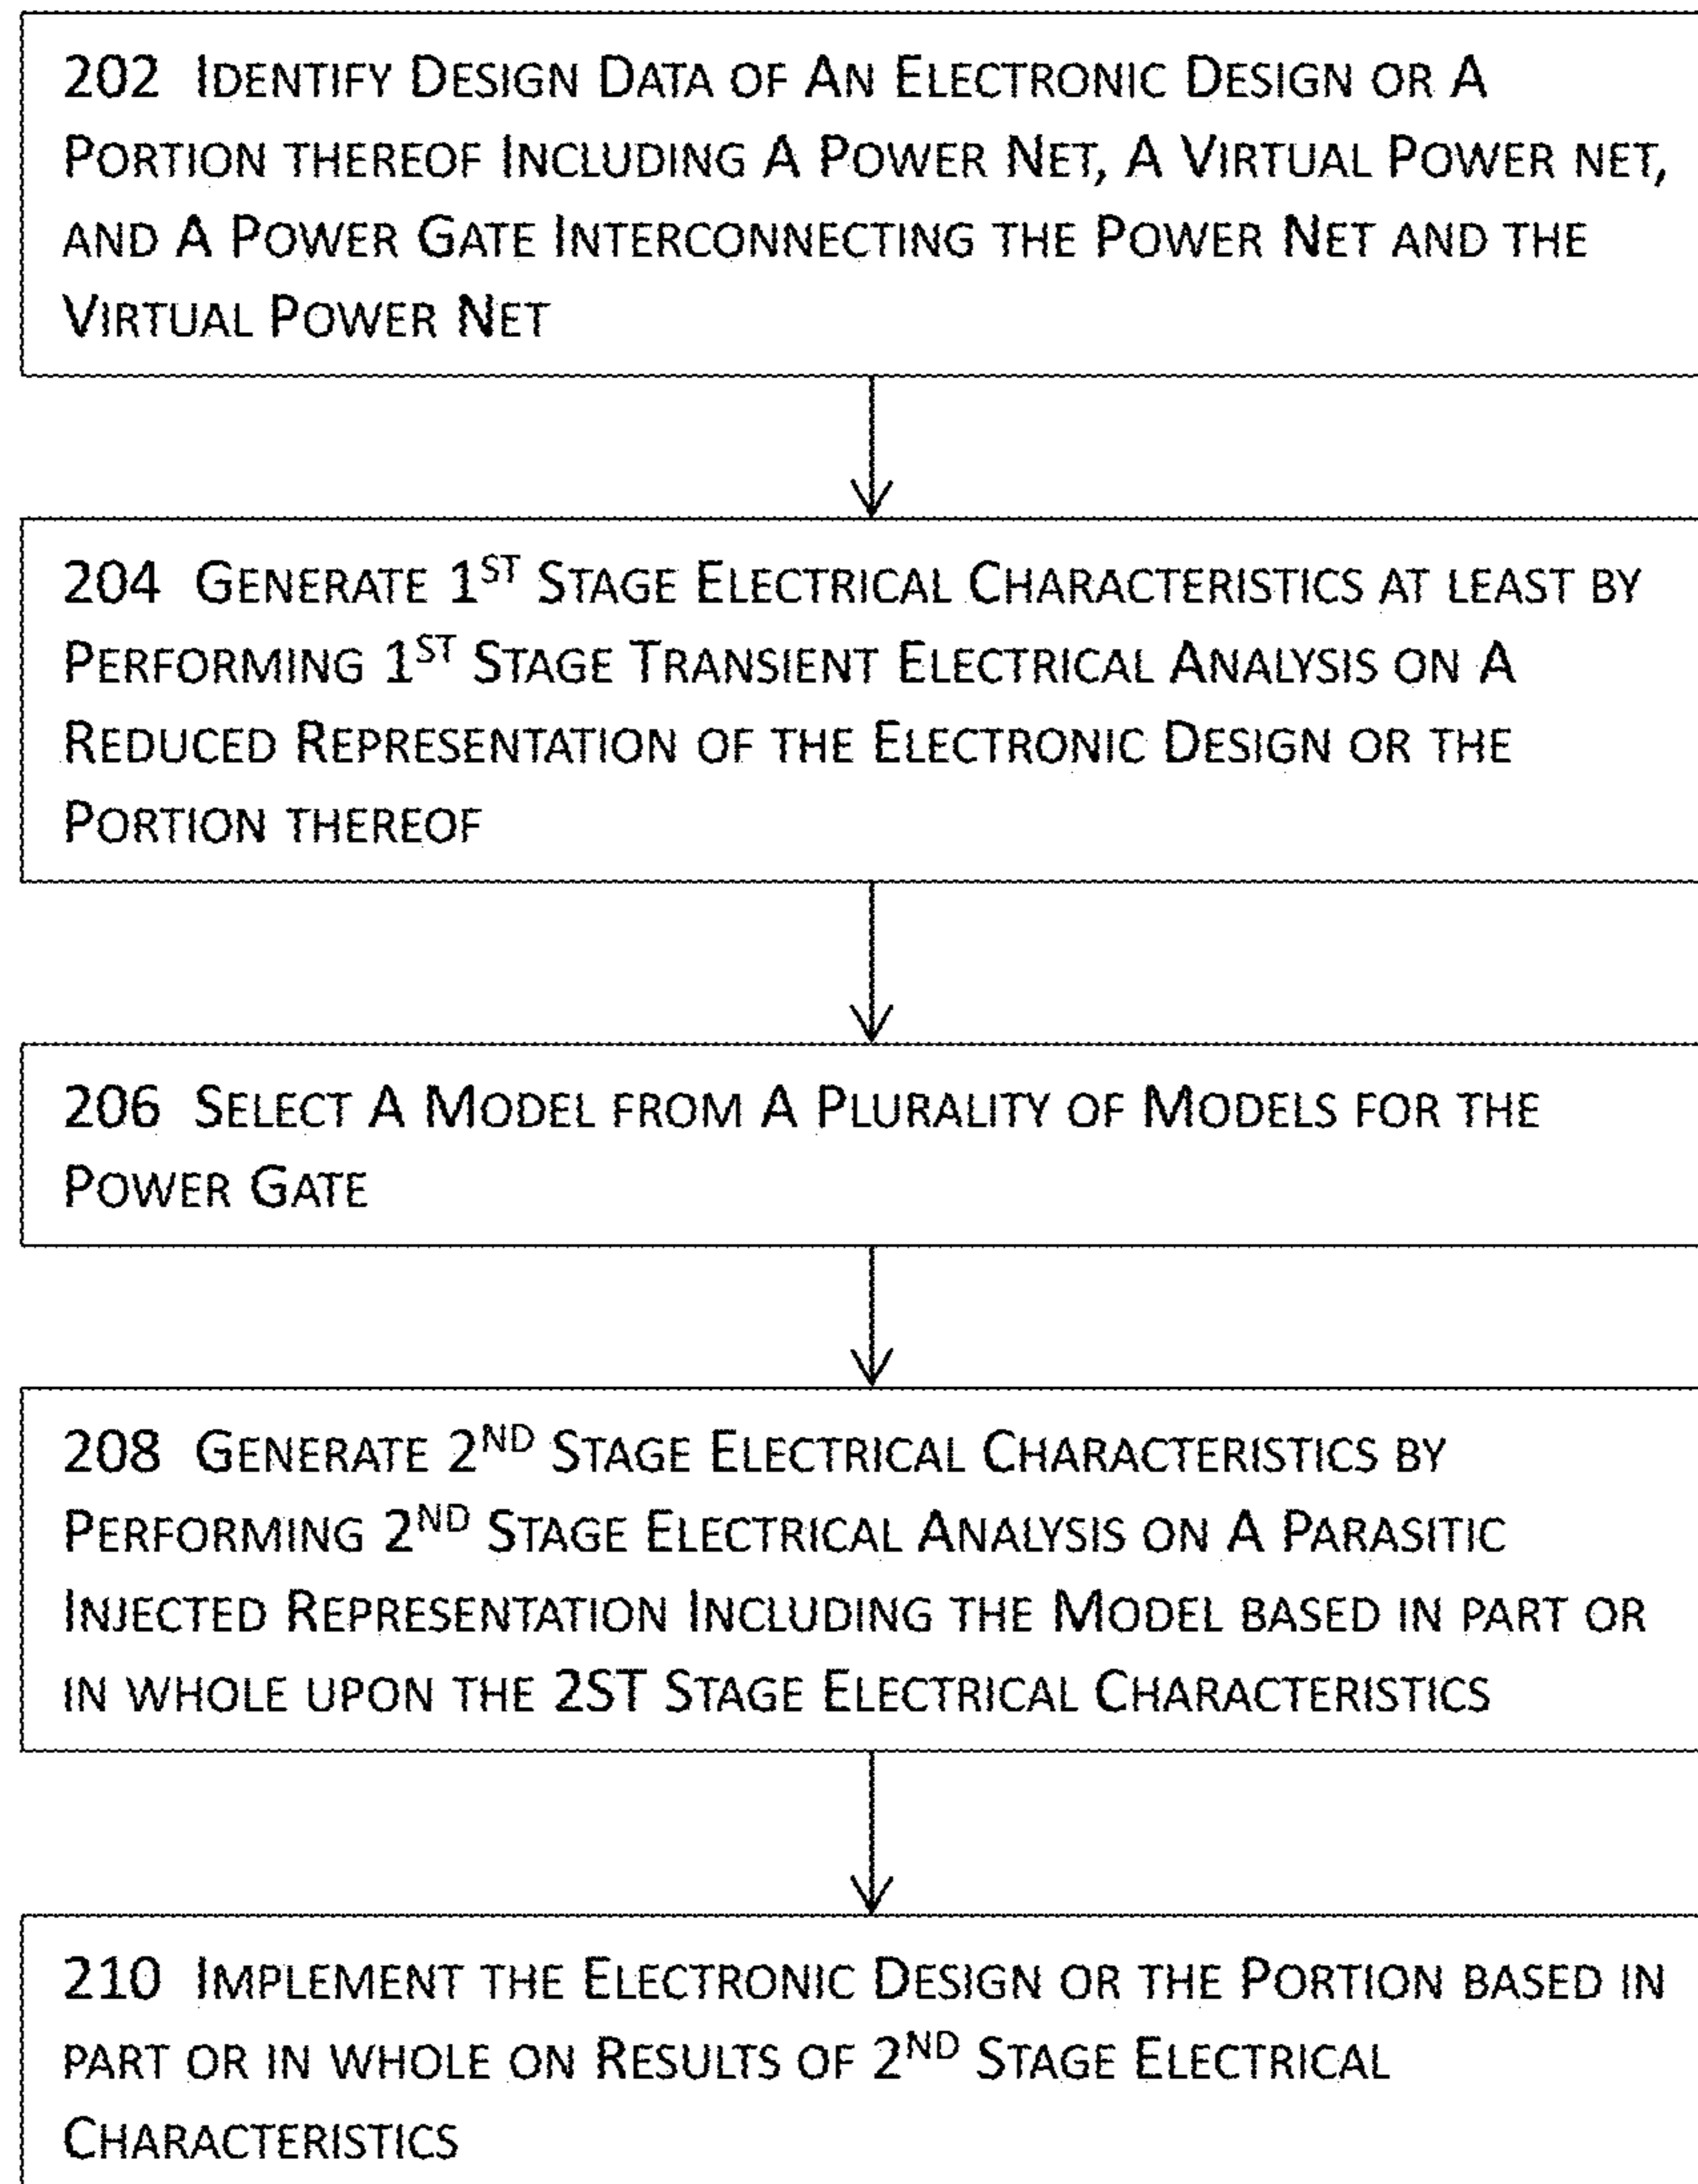 202 Identify Design Data of An Electronic Design or A
Portion thereof Including A Power Net, A Virtual Power net,
and A Power Gate Interconnecting the Power Net and the
Virtual Power Net
204 Generate 1ST Stage Electrical Characteristics at least by
Performing 1ST Stage Transient Electrical Analysis on A
Reduced Representation of the Electronic Design or the
Portion thereof
206 Select A Model from A Plurality of Models for the
Power Gate
208 Generate 2ND Stage Electrical Characteristics by
Performing 2ND Stage Electrical Analysis on A Parasitic
Injected Representation Including the Model based in part or
in whole upon the 2ST Stage Electrical Characteristics
210 Implement the Electronic Design or the Portion based in
part or in whole on Results of 2ND Stage Electrical
Characteristics